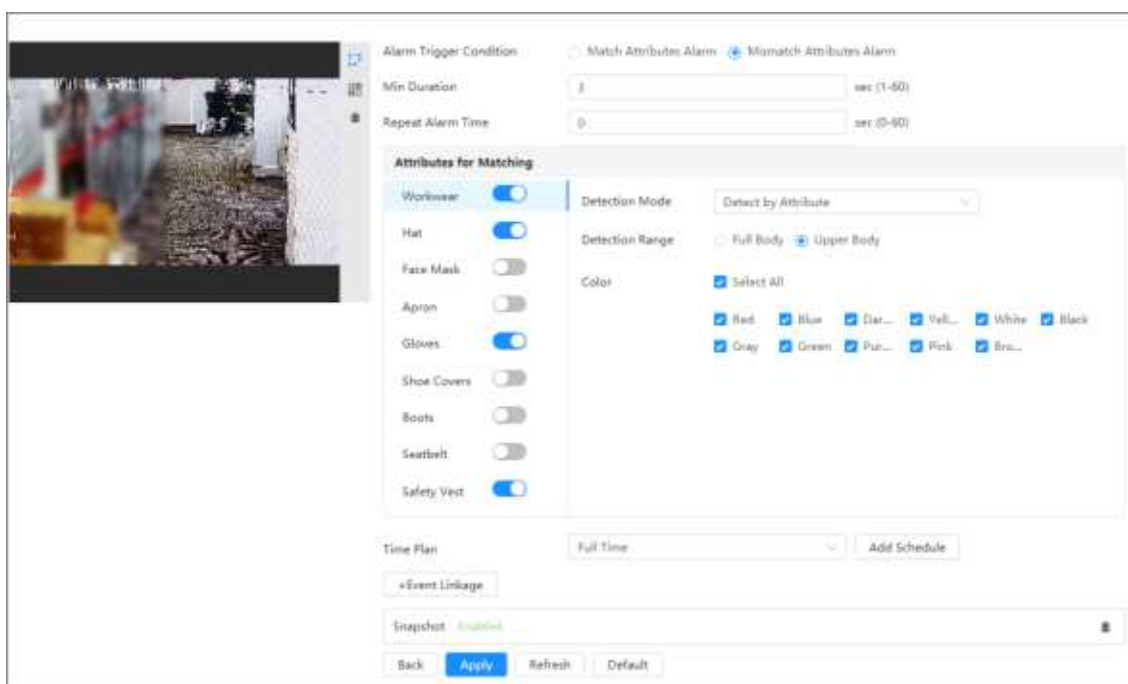 Alarm Trigger Condition Match Attributes Alarm Mismatch Attributes Alarm
Min Duration 3 sec (1-60)
Repeat Alarm Time 0 sec (0-60)
Attributes for Matching
Workwear Detection Mode Detect by Attribute
Hat Detection Range Full Body Upper Body
Face Mask Color Select All
Apron Red Blue Dar... Yell... White Black
Gloves Gray Green Pur... Pink Bro...
Shoe Covers
Boots
Seatbelt
Safety Vest
Time Plan Full Time Add Schedule
+Event Linkage
Snapshot Enabled
Back Apply Refresh Default